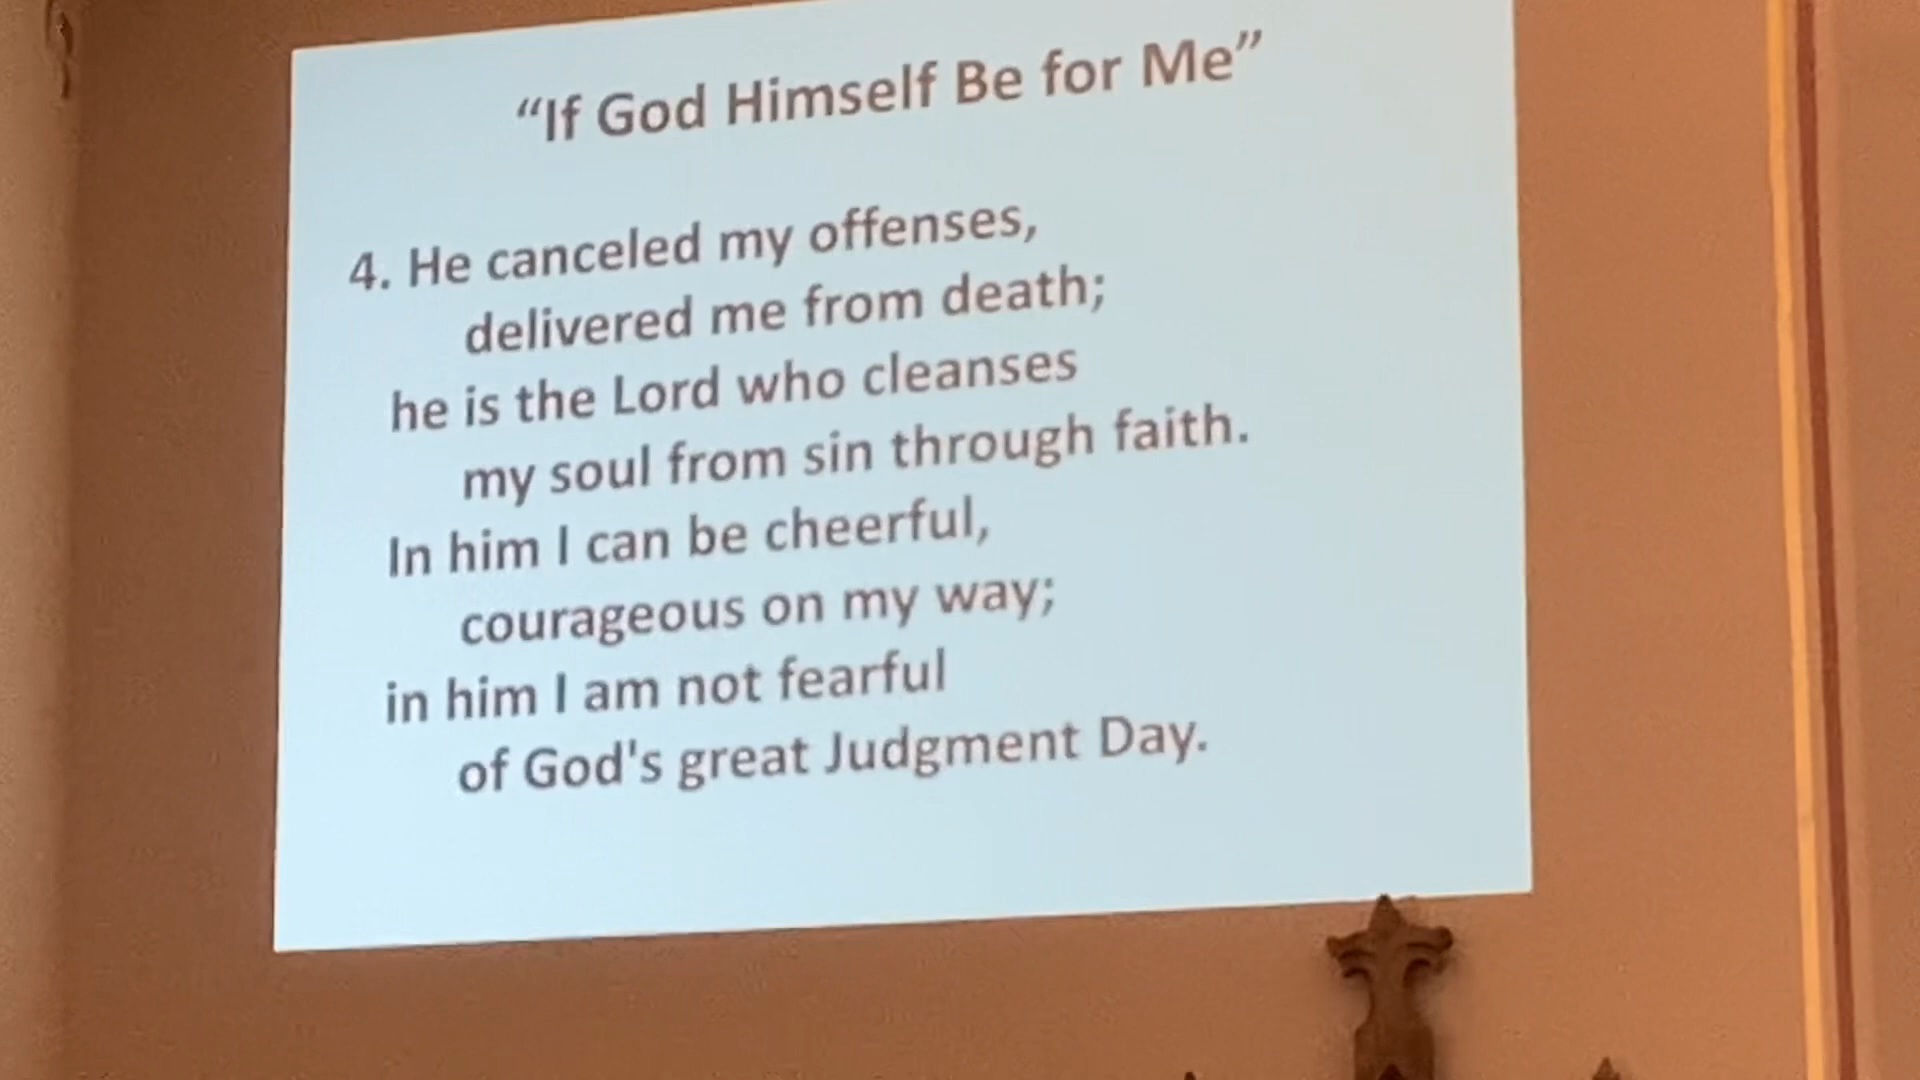 “If God Himself Be for Me”
4. He canceled my offenses,
delivered me from death;
he is the Lord who cleanses
my soul from sin through faith.
In him I can be cheerful,
courageous on my way;
in him I am not fearful
of God's great Judgment Day.